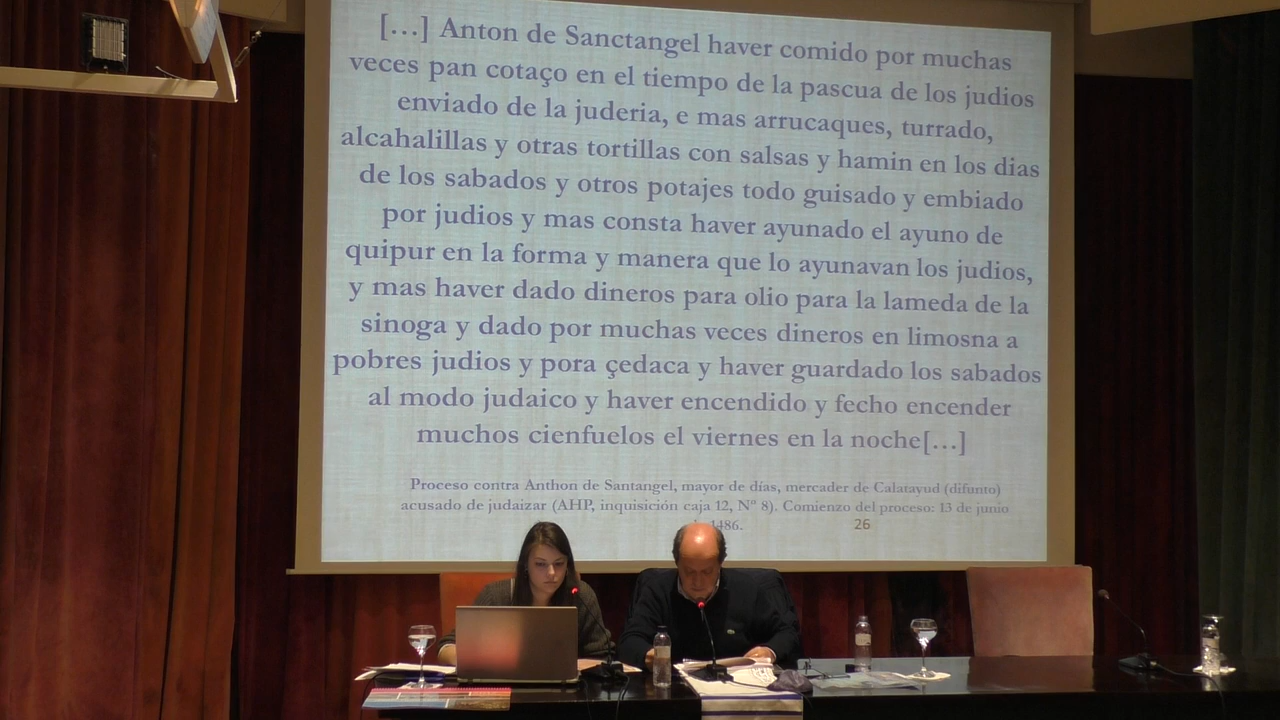 […] Anton de Sanctangel haver comido por muchas
veces pan cotaço en el tiempo de la pascua de los judios
enviado de la juderia, e mas arrucaques, turrado,
alcahalillas y otras tortillas con salsas y hamin en los dias
de los sabados y otros potajes todo guisado y embiado
por judios y mas consta haver ayunado el ayuno de
quipur en la forma y manera que lo ayunavan los judios,
y mas haver dado dineros para olio para la lameda de la
sinoga y dado por muchas veces dineros en limosna a
pobres judios y pora çedaca y haver guardado los sabados
al modo judaico y haver encendido y fecho encender
muchos cienfuelos el viernes en la noche[…]
Proceso contra Anthon de Santangel, mayor de días, mercader de Calatayud (difunto)
acusado de judaizar (AHP, inquisición caja 12, Nº 8). Comienzo del proceso: 13 de junio
1486.
26